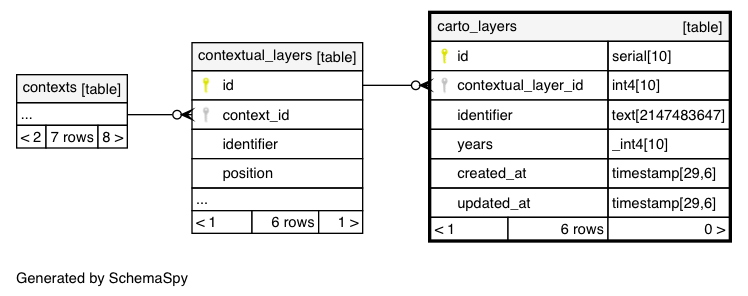 contexts [table]
...
< 2 7 rows 8 >
contextual_layers [table]
id
context_id
identifier
position
...
< 1 6 rows 1 >
carto_layers [table]
id serial[10]
contextual_layer_id int4[10]
identifier text[2147483647]
years _int4[10]
created_at timestamp[29,6]
updated_at timestamp[29,6]
< 1 6 rows 0 >
Generated by SchemaSpy